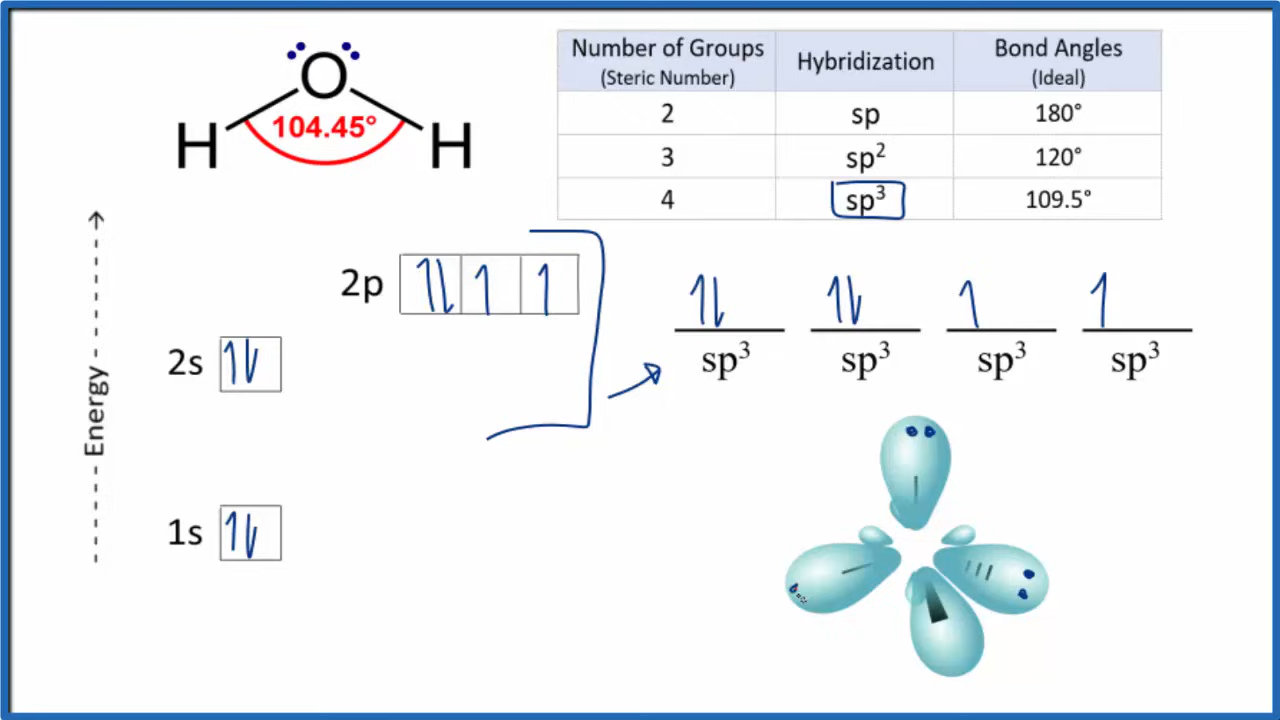 O
H 104.45° H
Number of Groups Hybridization Bond Angles
(Steric Number) (Ideal)
2 sp 180°
3 sp² 120°
4 sp³ 109.5°
Energy
2p
2s
1s
sp³ sp³ sp³ sp³